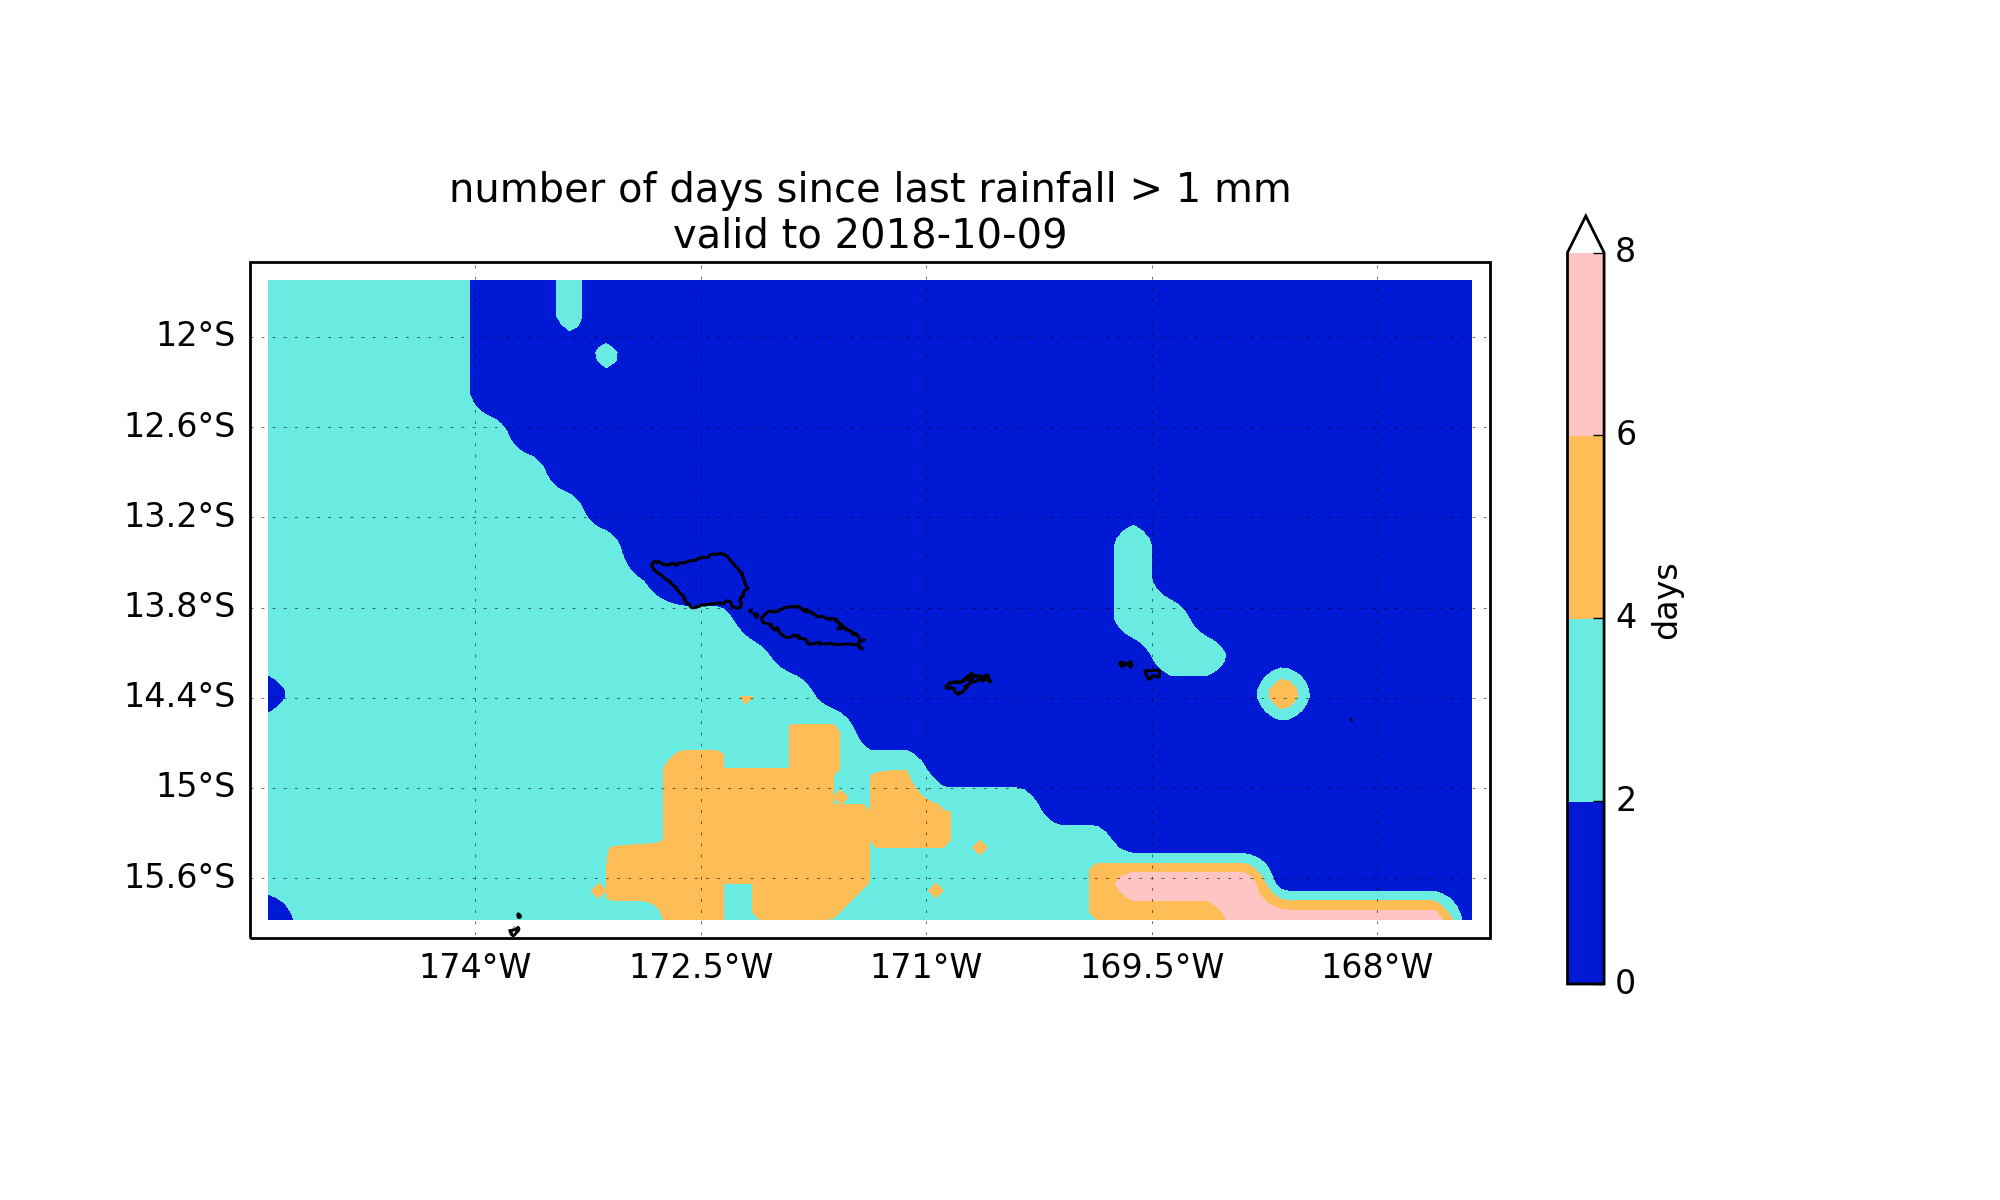 number of days since last rainfall > 1 mm
valid to 2018-10-09
12°S
12.6°S
13.2°S
13.8°S
14.4°S
15°S
15.6°S
174°W
172.5°W
171°W
169.5°W
168°W
8
6
4
2
0
days